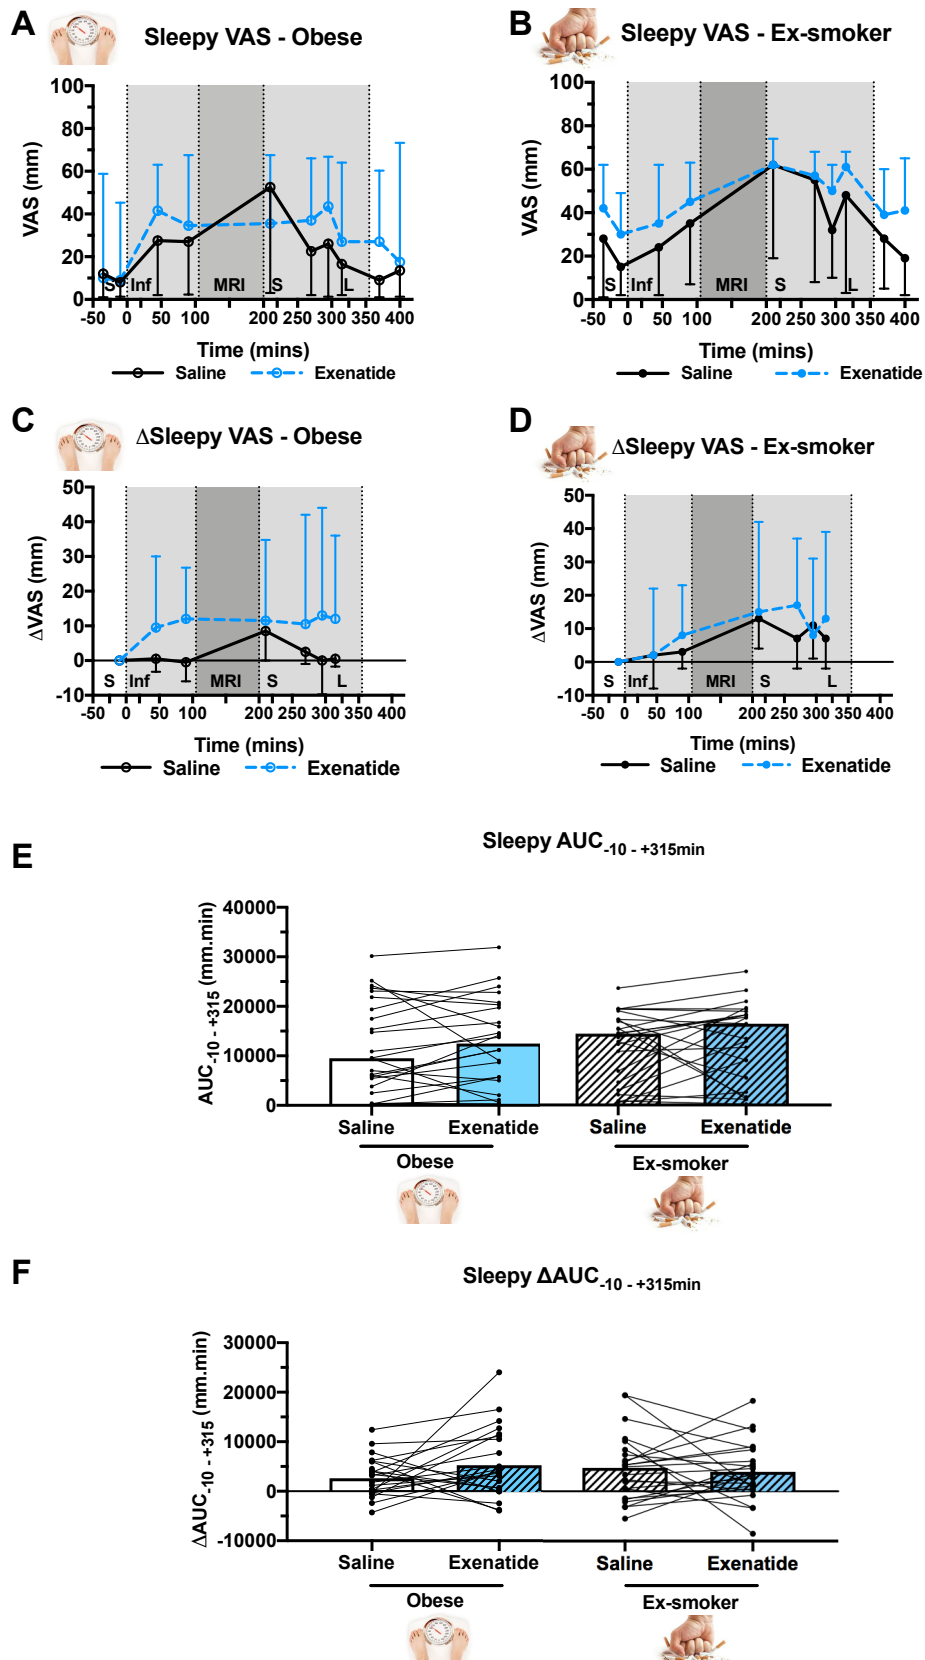 A
Sleepy VAS - Obese
VAS (mm)
100
80
60
40
20
0
S
Inf
MRI
S
L
-50 0 50 100 200 250 300 350 400
Time (mins)
Saline
Exenatide
B
Sleepy VAS - Ex-smoker
VAS (mm)
100
80
60
40
20
0
S
Inf
MRI
S
L
-50 0 50 100 200 250 300 350 400
Time (mins)
Saline
Exenatide
C
ΔSleepy VAS - Obese
ΔVAS (mm)
50
40
30
20
10
0
-10
S
Inf
MRI
S
L
-50 0 50 100 200 250 300 350 400
Time (mins)
Saline
Exenatide
D
ΔSleepy VAS - Ex-smoker
ΔVAS (mm)
50
40
30
20
10
0
-10
S
Inf
MRI
S
L
-50 0 50 100 200 250 300 350 400
Time (mins)
Saline
Exenatide
E
Sleepy AUC-10 - +315min
AUC-10 - +315 (mm.min)
40000
30000
20000
10000
0
Saline Exenatide Saline Exenatide
Obese Ex-smoker
F
Sleepy ΔAUC-10 - +315min
ΔAUC-10 - +315 (mm.min)
30000
20000
10000
0
-10000
Saline Exenatide Saline Exenatide
Obese Ex-smoker